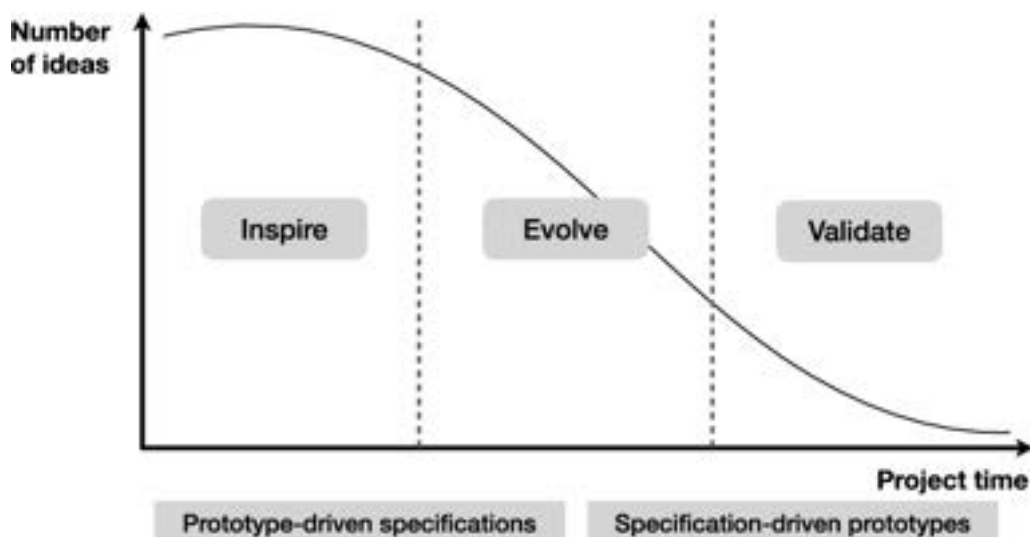 Number
of ideas
Inspire
Evolve
Validate
Project time
Prototype-driven specifications
Specification-driven prototypes